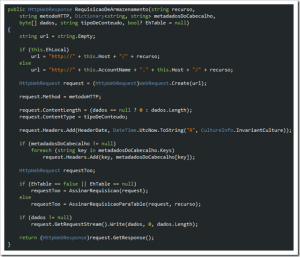 public HttpWebResponse RequisicaoDeArmazenamento(string recurso,
string metodoHTTP, Dictionary<string, string> metadadosDoCabecalho,
byte[] dados, string tipoDeConteudo, bool? EhTable = null)
{
string url = string.Empty;
if (this.EhLocal)
url = "http://" + this.Host + "/" + recurso;
else
url = "http://" + this.AccountName + "." + this.Host + "/" + recurso;
HttpWebRequest request = (HttpWebRequest)WebRequest.Create(url);
request.Method = metodoHTTP;
request.ContentLength = (dados == null ? 0 : dados.Length);
request.ContentType = tipoDeConteudo;
request.Headers.Add(HeaderDate, DateTime.UtcNow.ToString("R", CultureInfo.InvariantCulture));
if (metadadosDoCabecalho != null)
foreach (string key in metadadosDoCabecalho.Keys)
request.Headers.Add(key, metadadosDoCabecalho[key]);
HttpWebRequest requestToo;
if (EhTable == false || EhTable == null)
requestToo = AssinarRequisicao(request);
else
requestToo = AssinarRequisicaoParaTable(request, recurso);
if (dados != null)
request.GetRequestStream().Write(dados, 0, dados.Length);
return (HttpWebResponse)request.GetResponse();
}